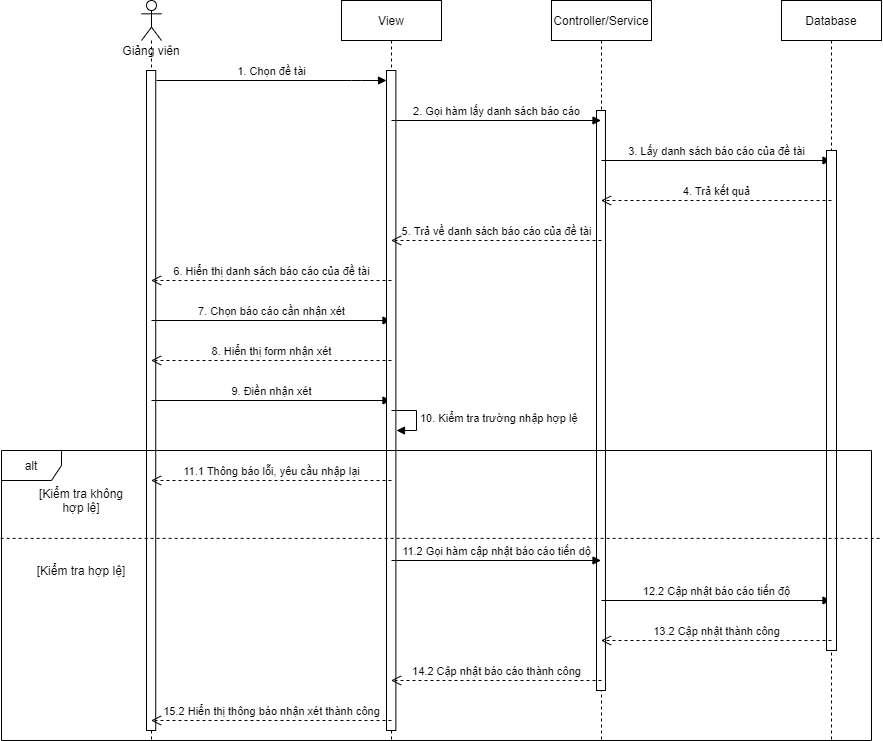 Giảng viên
View
Controller/Service
Database
1. Chọn đề tài
2. Gọi hàm lấy danh sách báo cáo
3. Lấy danh sách báo cáo của đề tài
4. Trả kết quả
5. Trả về danh sách báo cáo của đề tài
6. Hiển thị danh sách báo cáo của đề tài
7. Chọn báo cáo cần nhận xét
8. Hiển thị form nhận xét
9. Điền nhận xét
10. Kiểm tra trường nhập hợp lệ
alt
11.1 Thông báo lỗi, yêu cầu nhập lại
[Kiểm tra không
hợp lệ]
11.2 Gọi hàm cập nhật báo cáo tiến dộ
[Kiểm tra hợp lệ]
12.2 Cập nhật báo cáo tiến độ
13.2 Cập nhật thành công
14.2 Cập nhật báo cáo thành công
15.2 Hiển thị thông báo nhận xét thành công